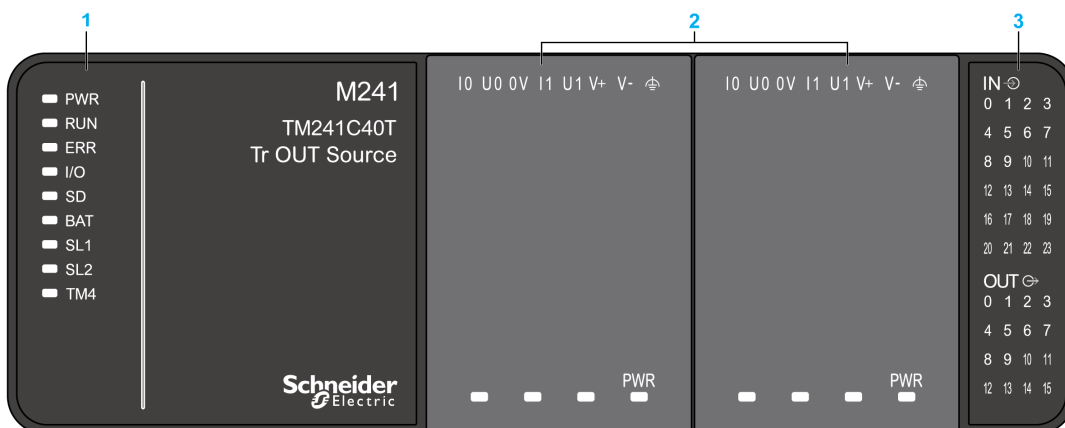 1
2
3
PWR
RUN
ERR
I/O
SD
BAT
SL1
SL2
TM4
M241
TM241C40T
Tr OUT Source
Schneider
Electric
I0 U0 0V I1 U1 V+ V-
PWR
I0 U0 0V I1 U1 V+ V-
PWR
IN
0 1 2 3
4 5 6 7
8 9 10 11
12 13 14 15
16 17 18 19
20 21 22 23
OUT
0 1 2 3
4 5 6 7
8 9 10 11
12 13 14 15